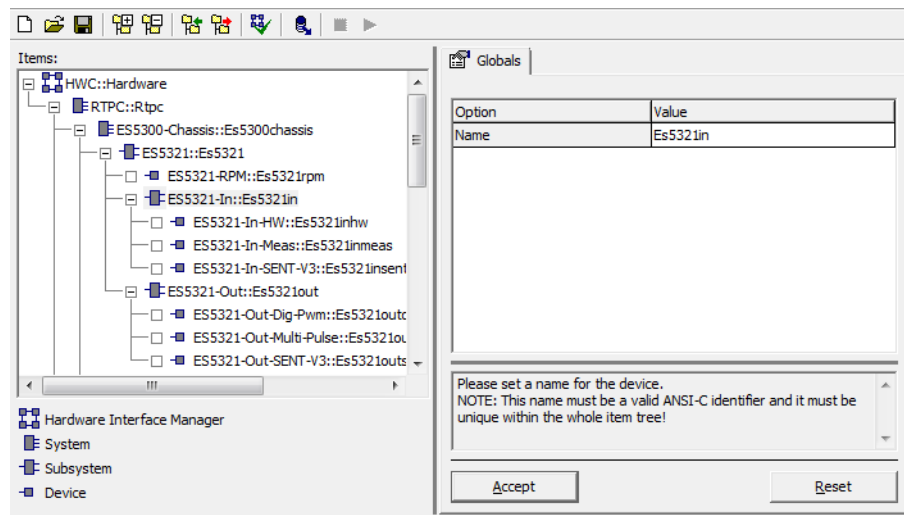 Items:
HWC::Hardware
RTPC::Rtpc
ES5300-Chassis::Es5300chassis
ES5321::Es5321
ES5321-RPM::Es5321rpm
ES5321-In::Es5321in
ES5321-In-HW::Es5321inhw
ES5321-In-Meas::Es5321inmeas
ES5321-In-SENT-V3::Es5321insent
ES5321-Out::Es5321out
ES5321-Out-Dig-Pwm::Es5321outd
ES5321-Out-Multi-Pulse::Es5321ou
ES5321-Out-SENT-V3::Es5321outs
Hardware Interface Manager
System
Subsystem
Device
Globals
Option Value
Name Es5321in
Please set a name for the device.
NOTE: This name must be a valid ANSI-C identifier and it must be
unique within the whole item tree!
Accept Reset